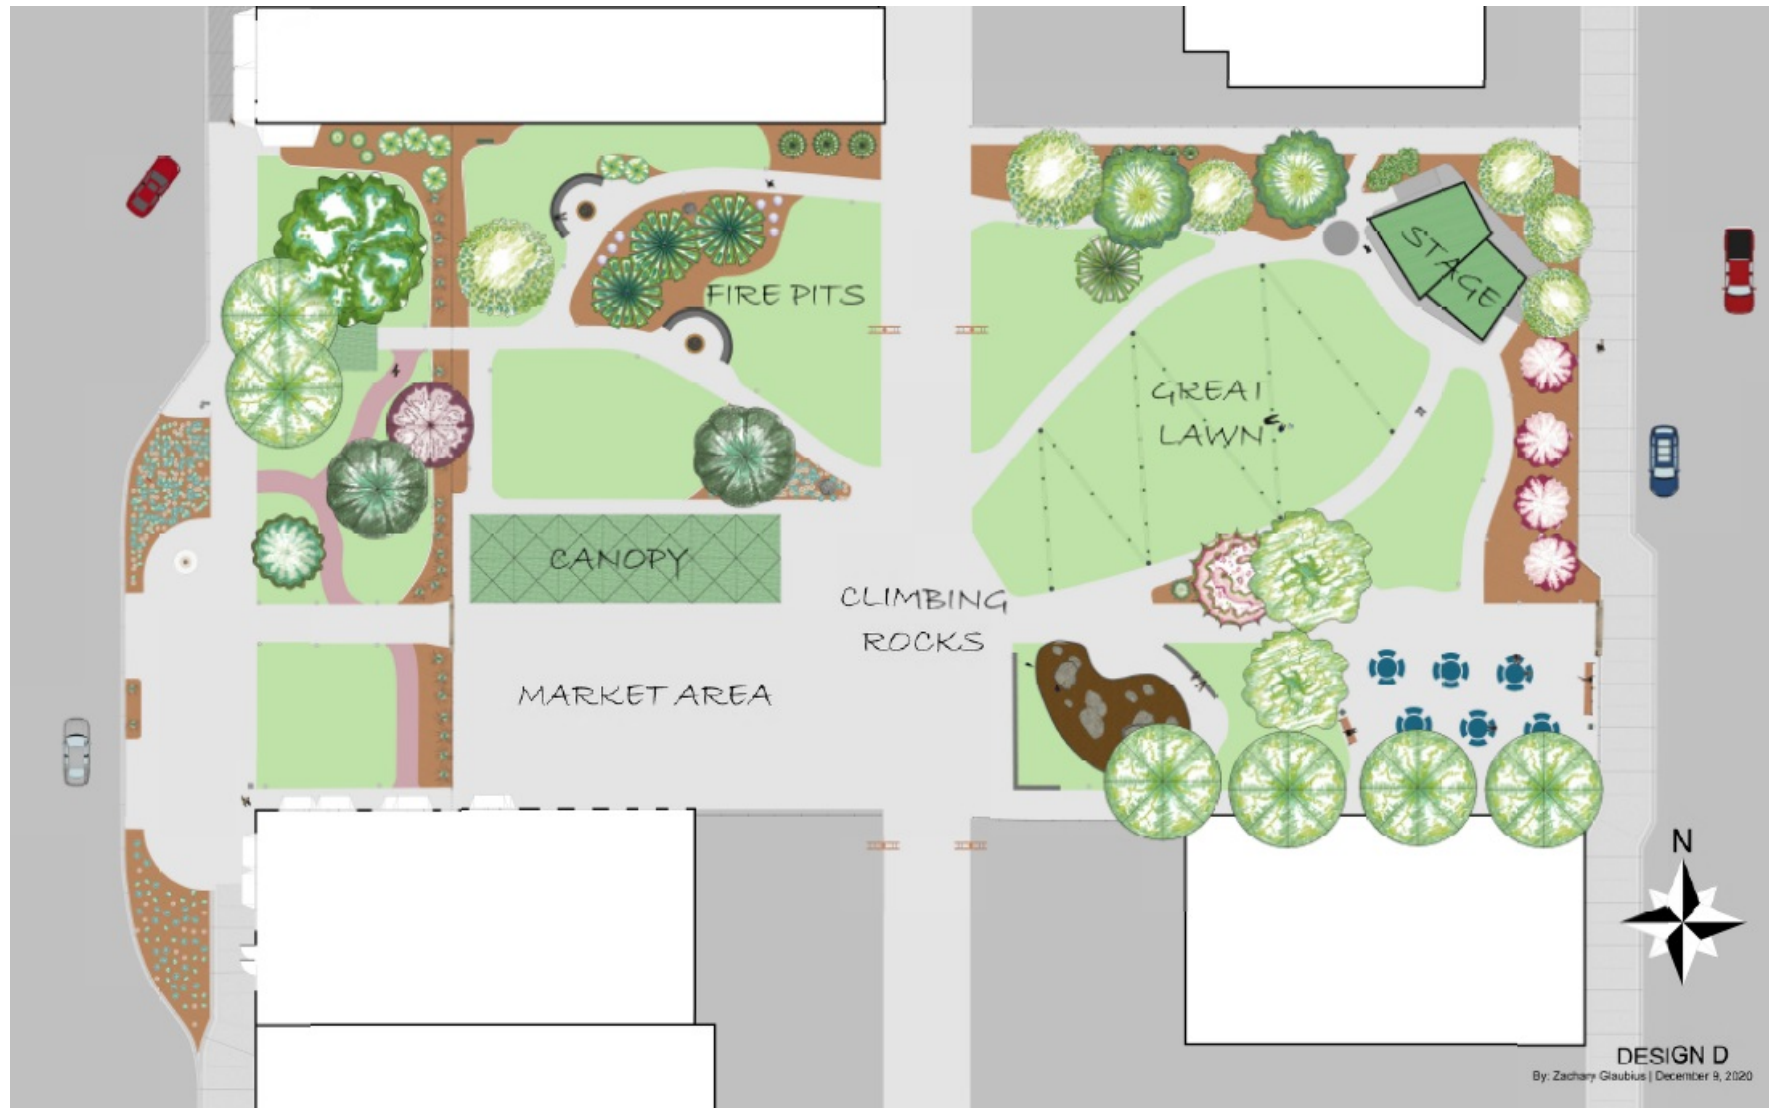 STAGE
FIRE PITS
GREAT
LAWN
CANOPY
CLIMBING
ROCKS
MARKET AREA
N
DESIGN D
By: Zachary Glaubius | December 9, 2020